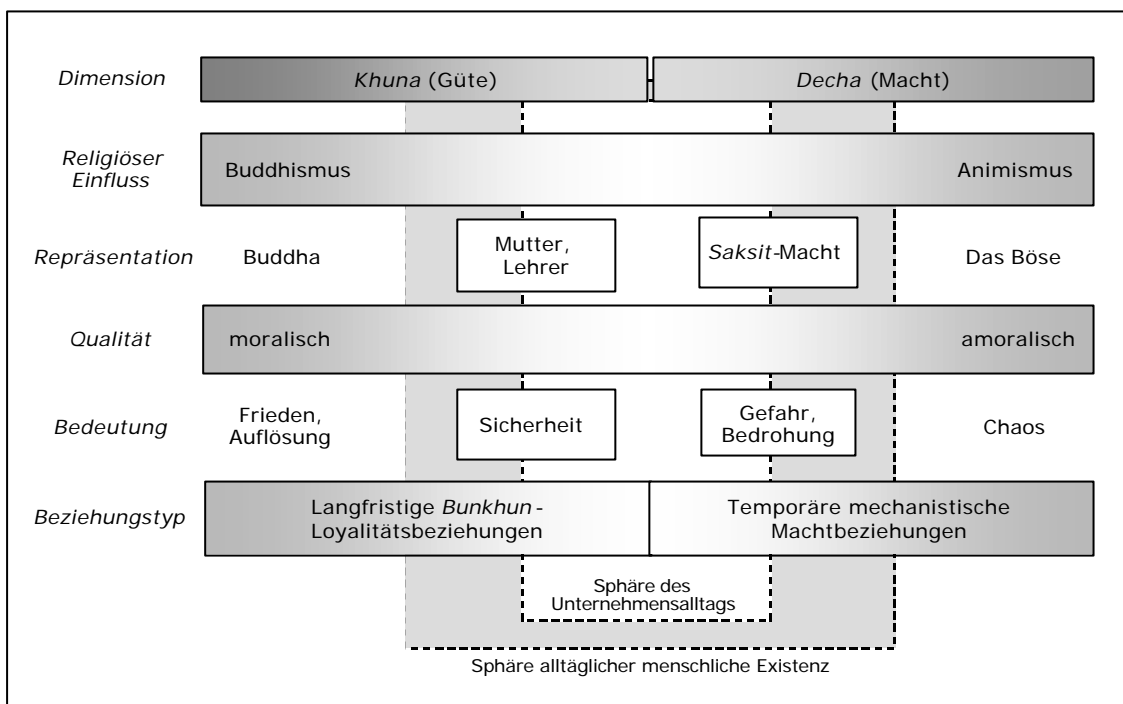 Dimension
Khuna (Güte)
Decha (Macht)
Religiöser
Einfluss
Buddhismus
Animismus
Repräsentation
Buddha
Mutter,
Lehrer
Saksit-Macht
Das Böse
Qualität
moralisch
amoralisch
Bedeutung
Frieden,
Auflösung
Sicherheit
Gefahr,
Bedrohung
Chaos
Beziehungstyp
Langfristige Bunkhun-
Loyalitätsbeziehungen
Temporäre mechanistische
Machtbeziehungen
Sphäre des
Unternehmensalltags
Sphäre alltäglicher menschliche Existenz